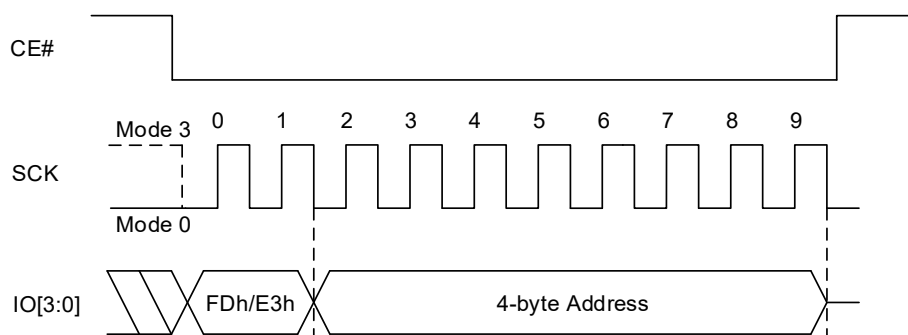 CE#
Mode 3 0 1 2 3 4 5 6 7 8 9
SCK
Mode 0
IO[3:0] FDh/E3h 4-byte Address